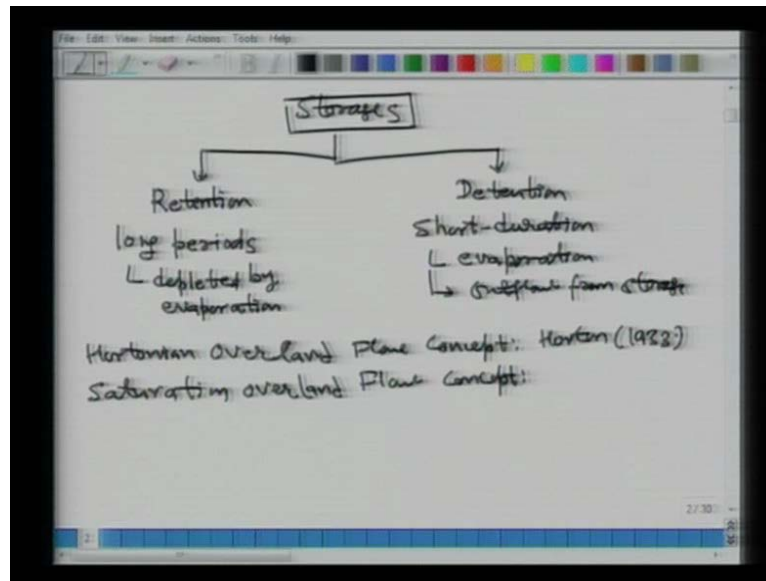 File Edit View Insert Actions Tools Help
Storages
Retention
Detention
long periods
short-duration
depleted by
evaporation
evaporation
outflow from storage
Hortonian Overland Flow Concept: Horton (1933)
Saturation overland Flow Concept:
2/30
2